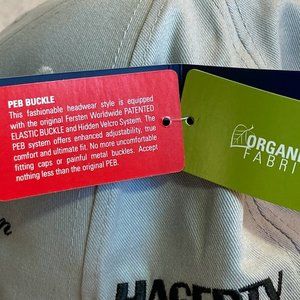 PEB BUCKLE
This fashionable headwear style is equipped
with the original Fersten Worldwide PATENTED
ELASTIC BUCKLE and Hidden Velcro System. The
PEB system offers enhanced adjustability, true
comfort and ultimate fit. No more uncomfortable
fitting caps or painful metal buckles. Accept
nothing less than the original PEB.
ORGANI
FABRI
HAGERTY